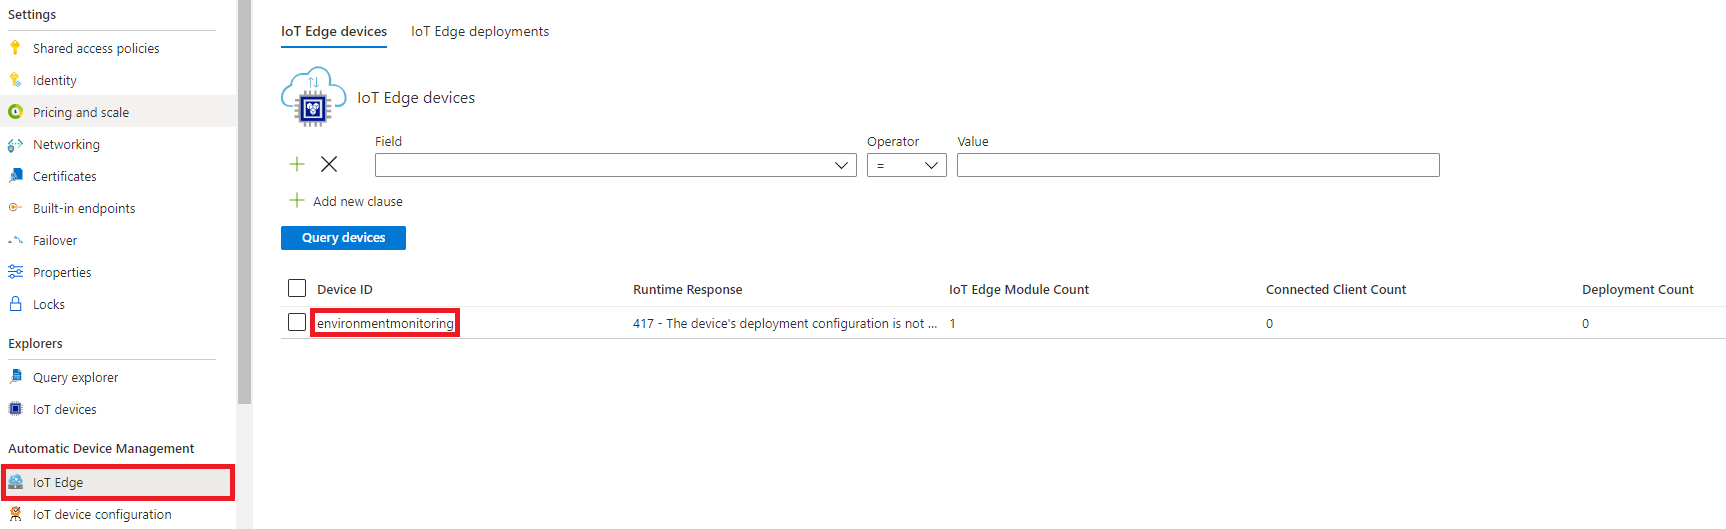 Settings
Shared access policies
Identity
Pricing and scale
Networking
Certificates
Built-in endpoints
Failover
Properties
Locks
Explorers
Query explorer
IoT devices
Automatic Device Management
IoT Edge
IoT device configuration
IoT Edge devices IoT Edge deployments
IoT Edge devices
Field Operator Value
=
Add new clause
Query devices
Device ID Runtime Response IoT Edge Module Count Connected Client Count Deployment Count
environmentmonitoring 417 - The device's deployment configuration is not ... 1 0 0